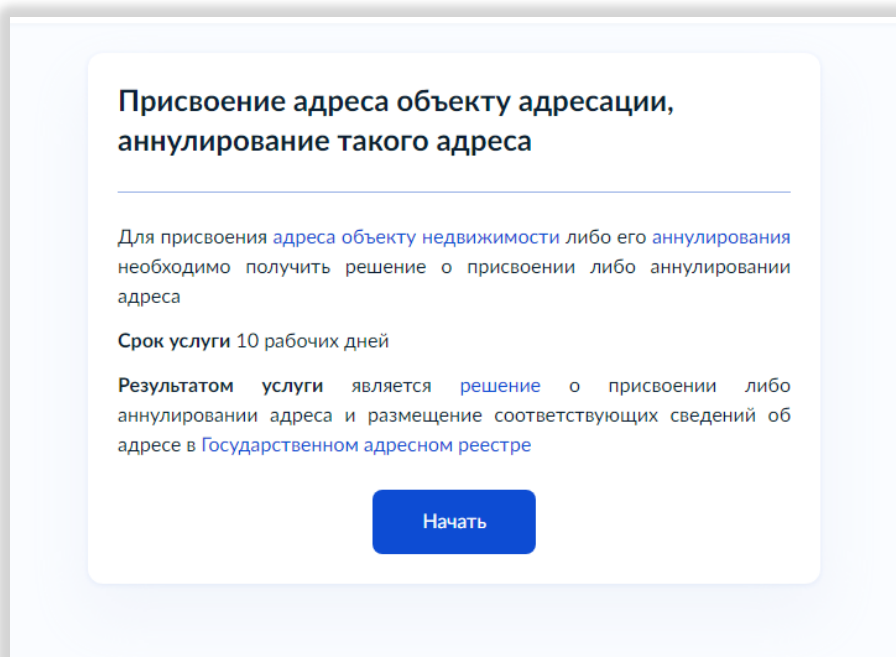 Присвоение адреса объекту адресации,
аннулирование такого адреса
Для присвоения адреса объекту недвижимости либо его аннулирования
необходимо получить решение о присвоении либо аннулировании
адреса
Срок услуги 10 рабочих дней
Результатом услуги является решение о присвоении либо
аннулировании адреса и размещение соответствующих сведений об
адресе в Государственном адресном реестре
Начать